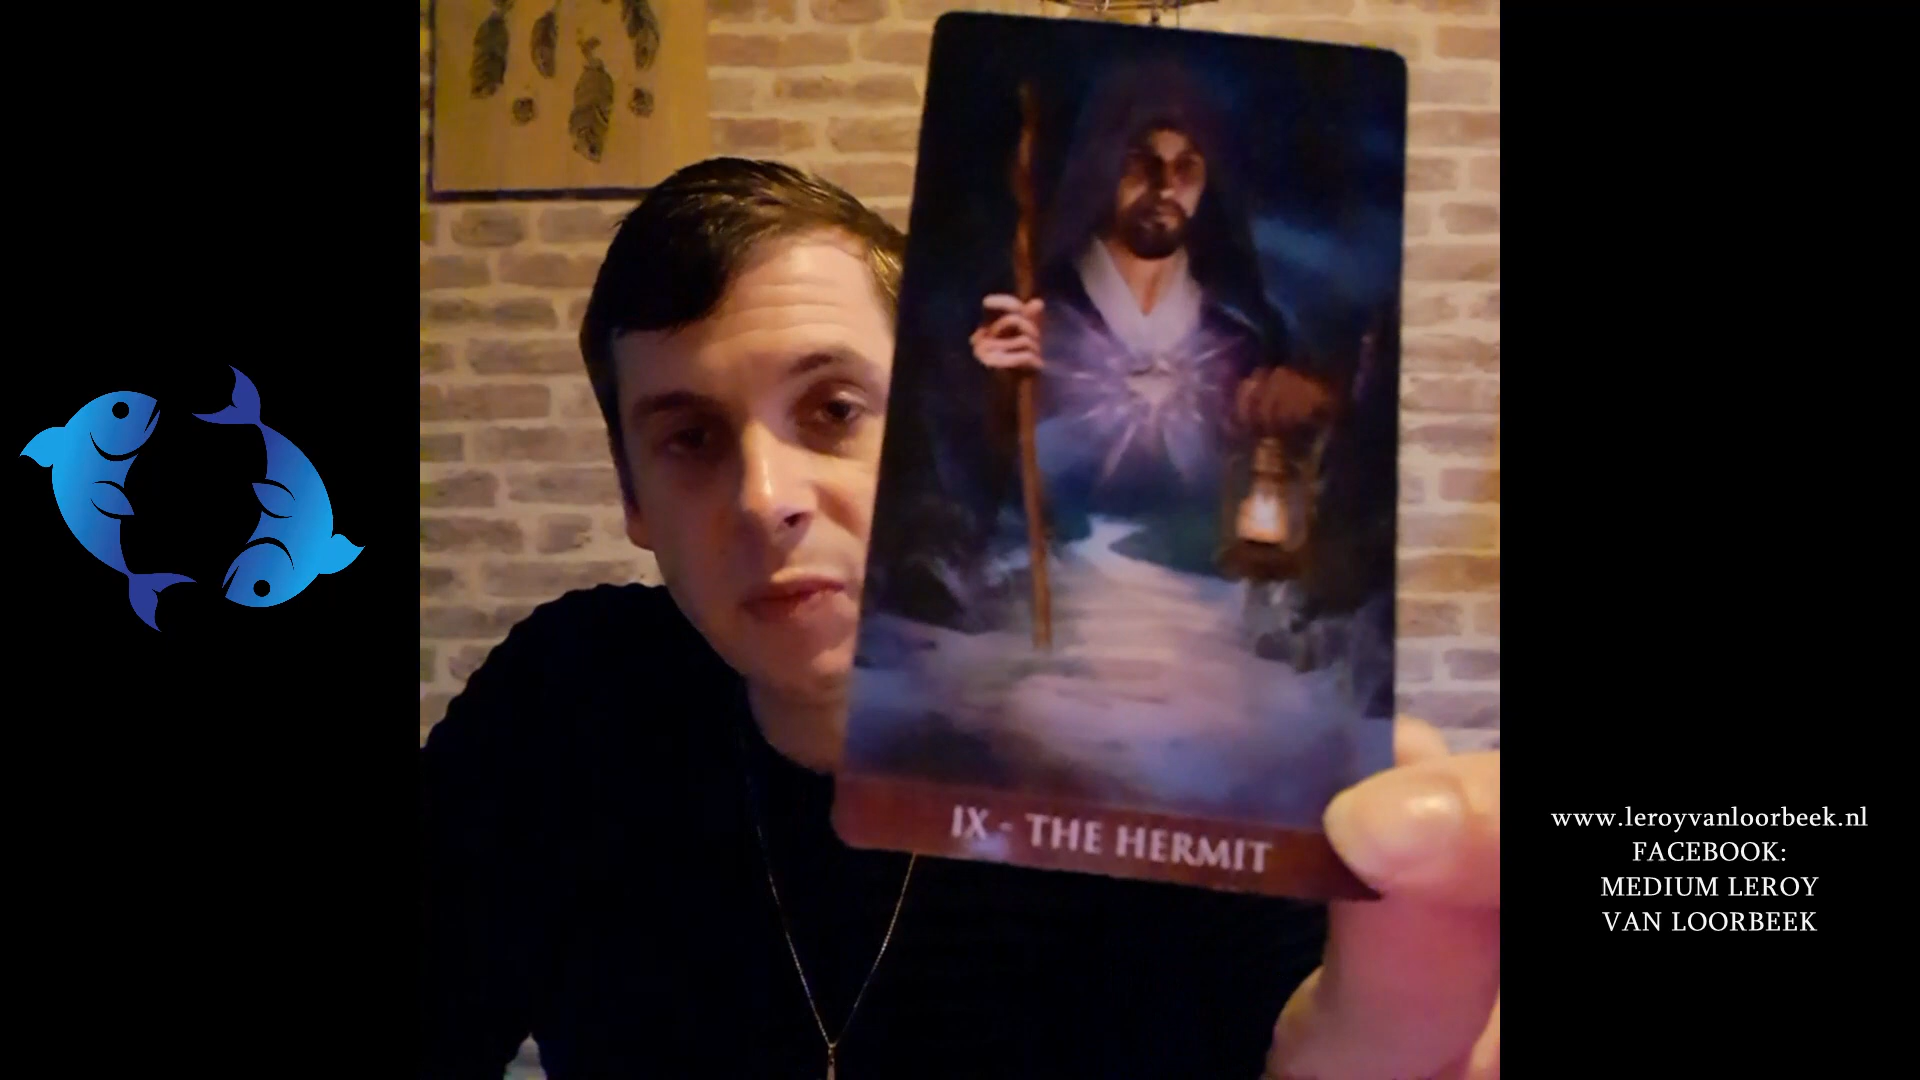 IX - THE HERMIT
www.leroyvanloorbeek.nl
FACEBOOK:
MEDIUM LEROY
VAN LOORBEEK